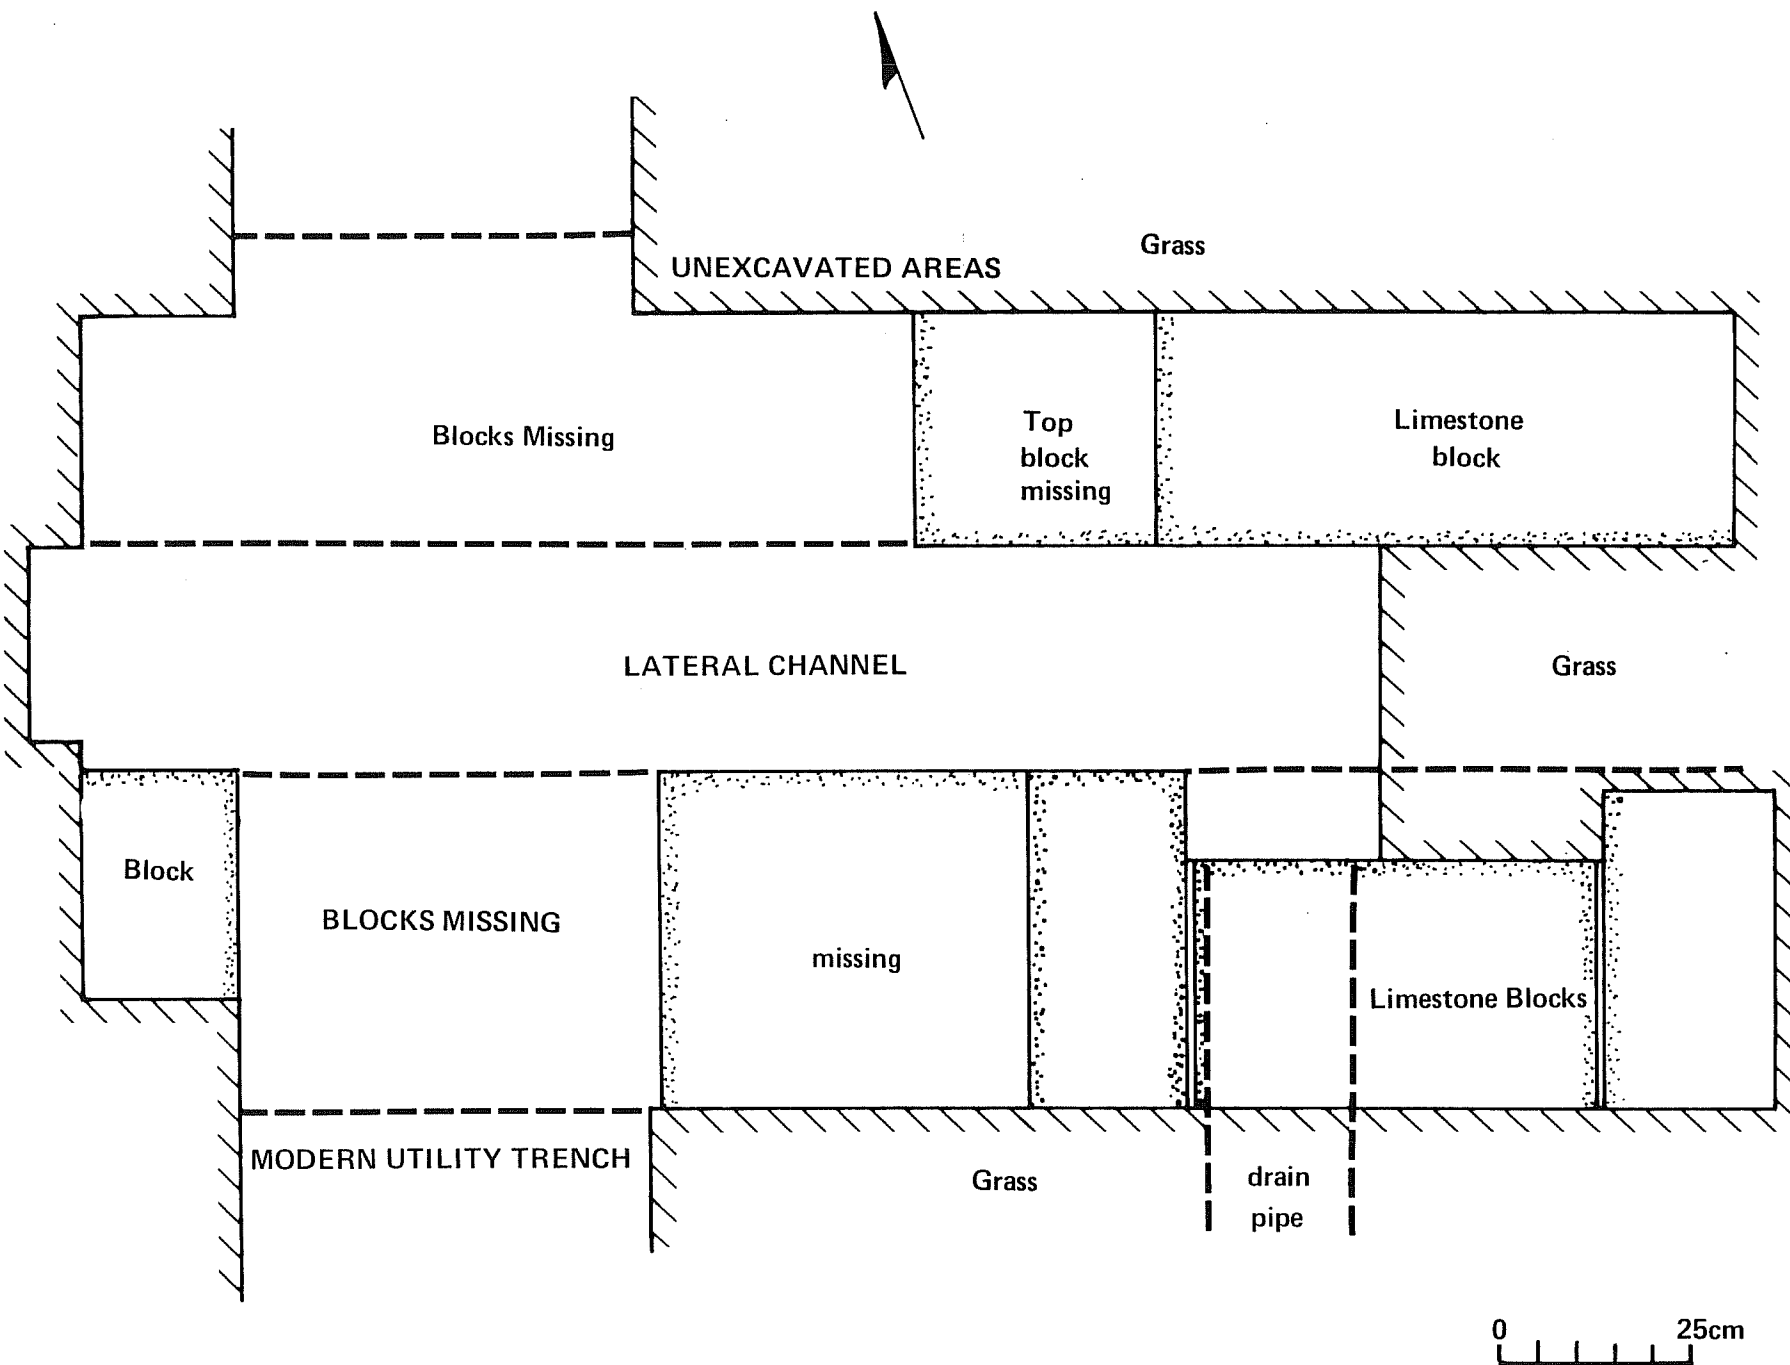 Grass
UNEXCAVATED AREAS
Blocks Missing
Top
block
missing
Limestone
block
LATERAL CHANNEL
Grass
Block
BLOCKS MISSING
missing
Limestone Blocks
MODERN UTILITY TRENCH
Grass
drain
pipe
0 25cm